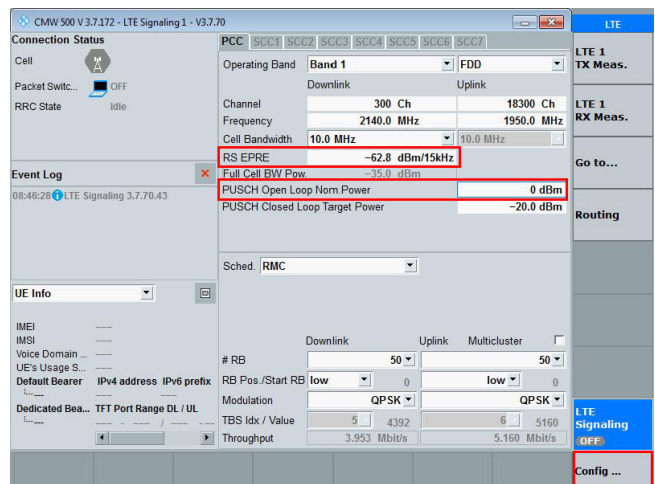 CMW 500 V 3.7.172 - LTE Signaling 1 - V3.7.70
LTE
Connection Status
PCC SCC1 SCC2 SCC3 SCC4 SCC5 SCC6 SCC7
Cell
Operating Band Band 1 FDD
LTE 1
TX Meas.
Downlink Uplink
Packet Switc... OFF
Channel 300 Ch 18300 Ch
RRC State Idle
Frequency 2140.0 MHz 1950.0 MHz
LTE 1
RX Meas.
Cell Bandwidth 10.0 MHz 10.0 MHz
RS EPRE −62.8 dBm/15kHz
Go to...
Event Log
Full Cell BW Pow. −35.0 dBm
08:46:28 LTE Signaling 3.7.70.43
PUSCH Open Loop Nom.Power 0 dBm
PUSCH Closed Loop Target Power −20.0 dBm
Routing
Sched. RMC
UE Info
IMEI ---
IMSI ---
Voice Domain ... ---
UE's Usage S... ---
Default Bearer IPv4 address IPv6 prefix
--- ---
Dedicated Bea... TFT Port Range DL / UL
--- - --- / --- - ---
Downlink Uplink Multicluster
# RB 50 50
RB Pos./Start RB low 0 low 0
Modulation QPSK QPSK
TBS Idx / Value 5 4392 6 5160
Throughput 3.953 Mbit/s 5.160 Mbit/s
LTE
Signaling
OFF
Config ...